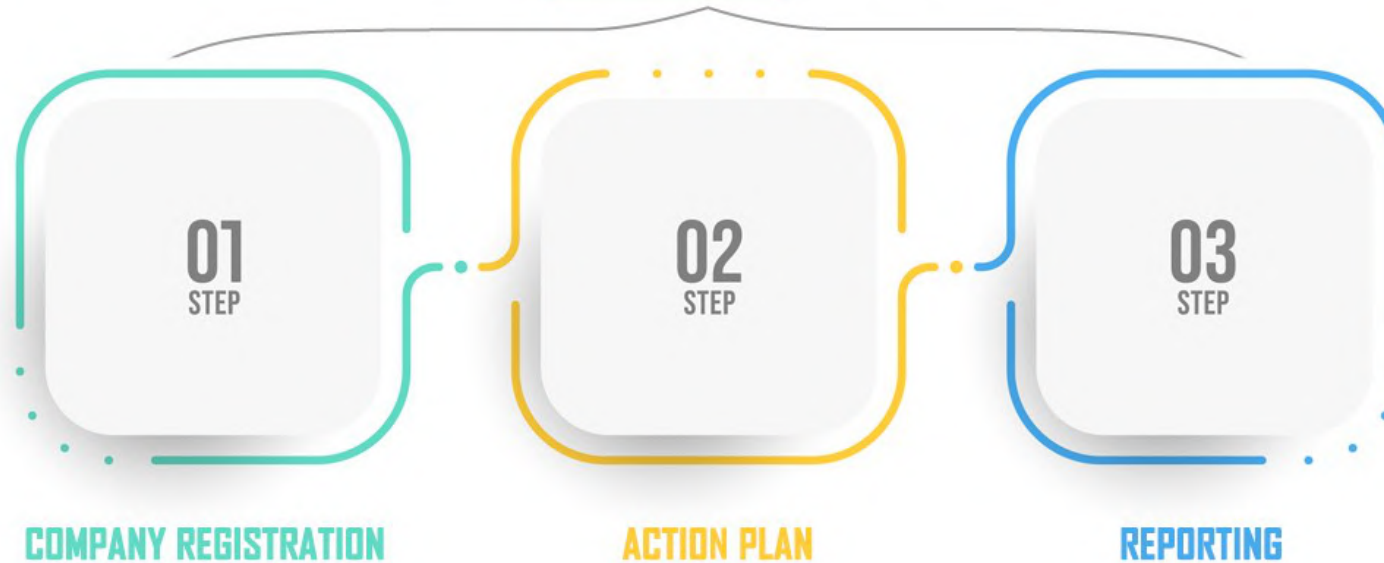 01
STEP
02
STEP
03
STEP
COMPANY REGISTRATION
ACTION PLAN
REPORTING